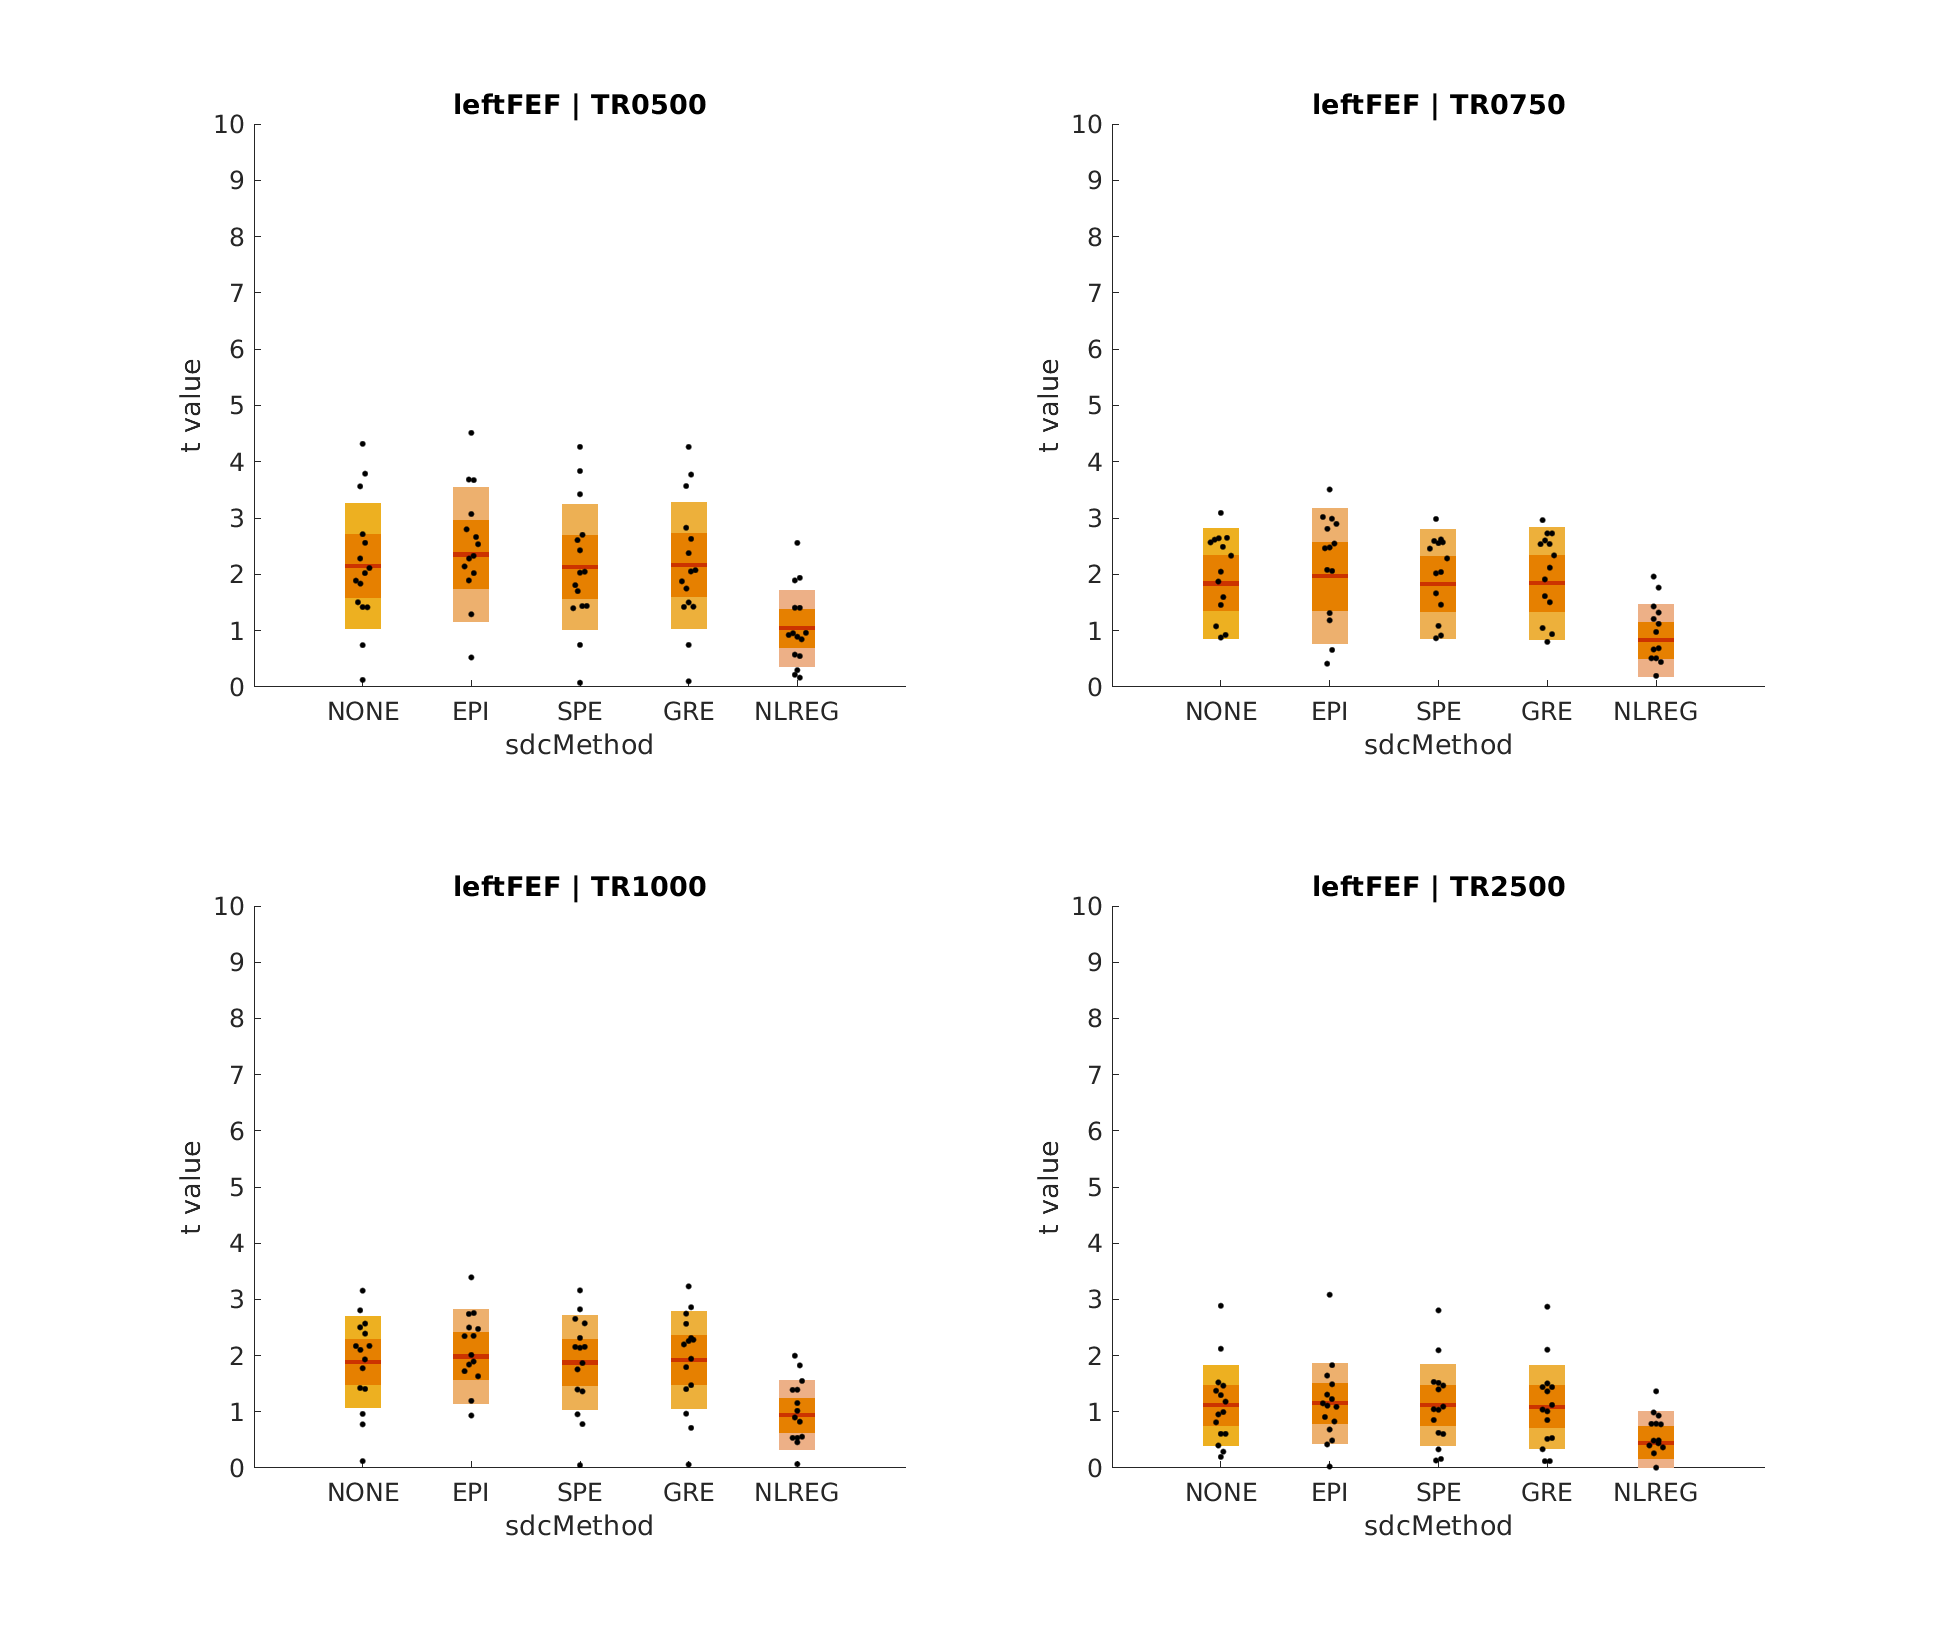 leftFEF | TR0500
10
9
8
7
6
5
4
3
2
1
0
t value
NONE EPI SPE GRE NLREG
sdcMethod
leftFEF | TR0750
10
9
8
7
6
5
4
3
2
1
0
t value
NONE EPI SPE GRE NLREG
sdcMethod
leftFEF | TR1000
10
9
8
7
6
5
4
3
2
1
0
t value
NONE EPI SPE GRE NLREG
sdcMethod
leftFEF | TR2500
10
9
8
7
6
5
4
3
2
1
0
t value
NONE EPI SPE GRE NLREG
sdcMethod